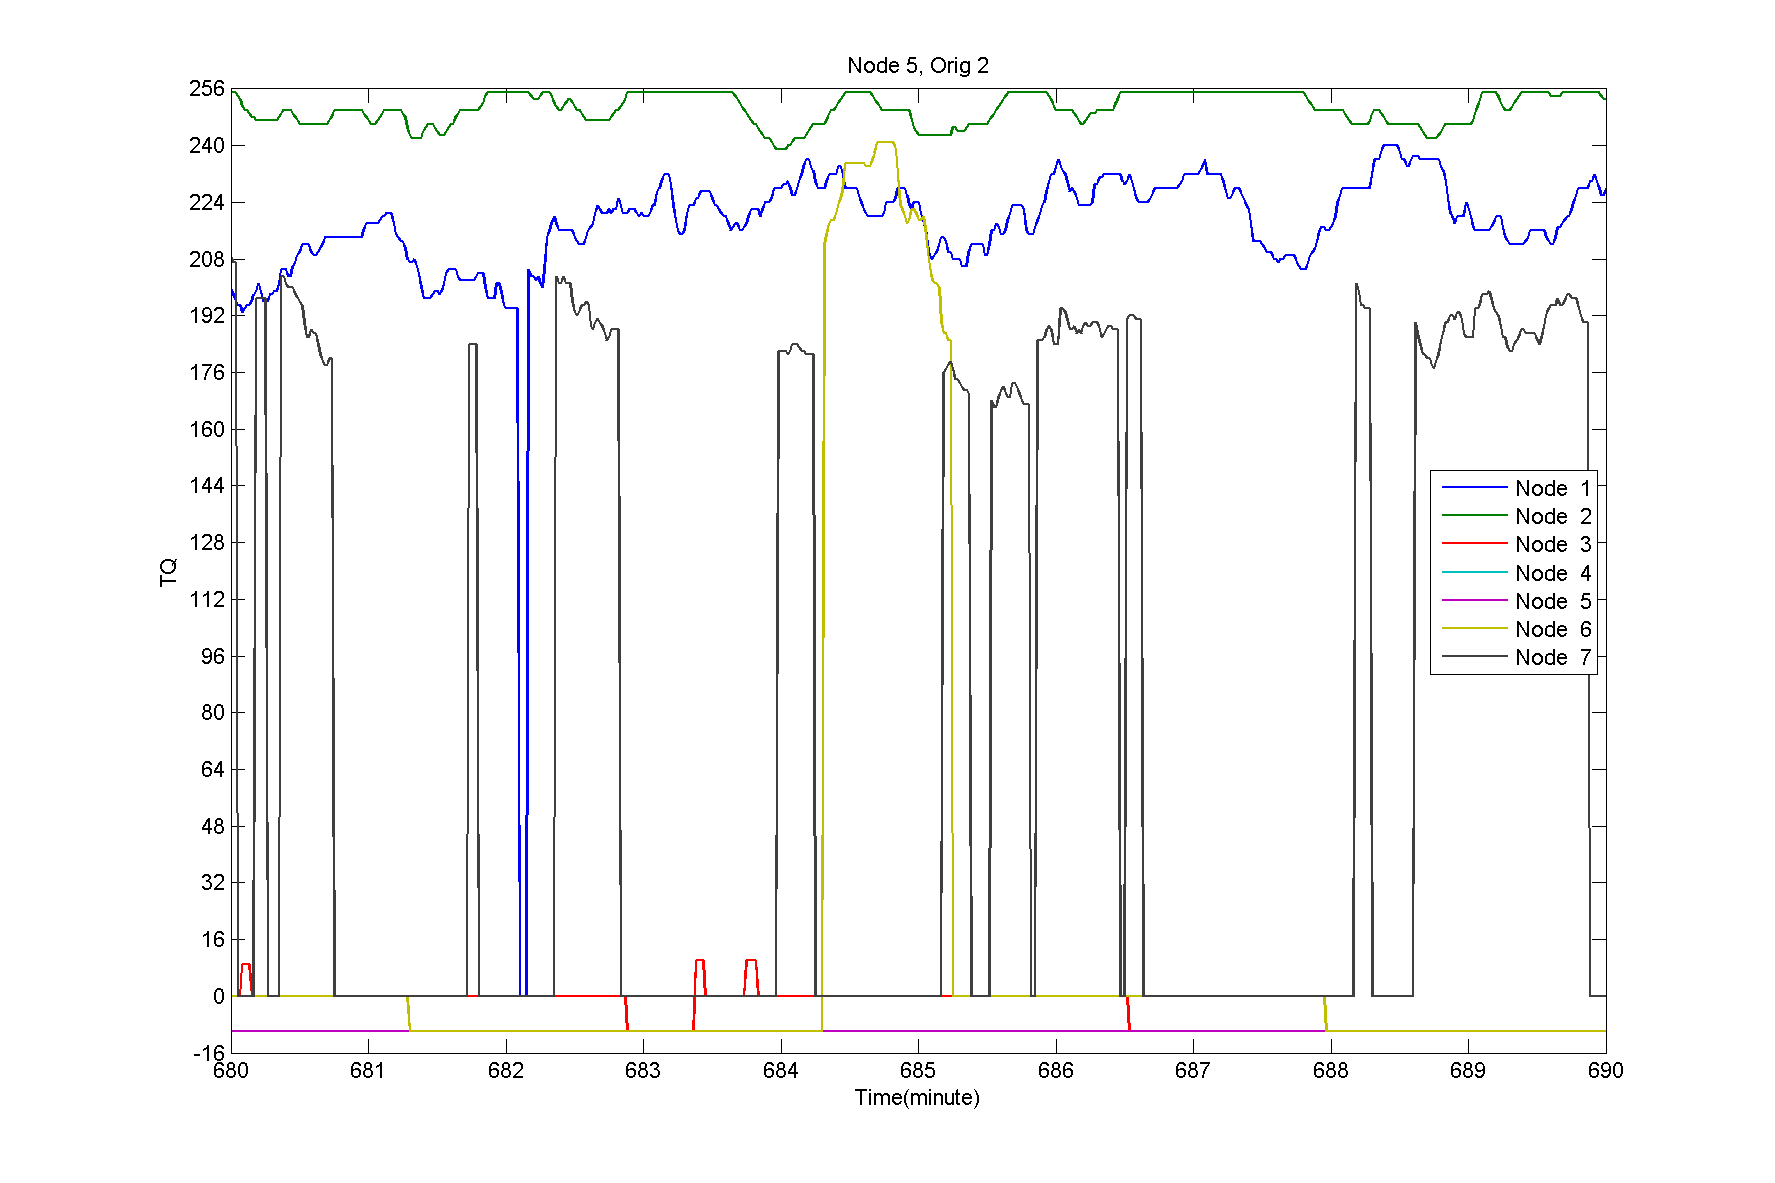 Node 5, Orig 2
256
240
224
208
192
176
160
144
128
112
96
80
64
48
32
16
0
-16
TQ
Node 1
Node 2
Node 3
Node 4
Node 5
Node 6
Node 7
680 681 682 683 684 685 686 687 688 689 690
Time(minute)